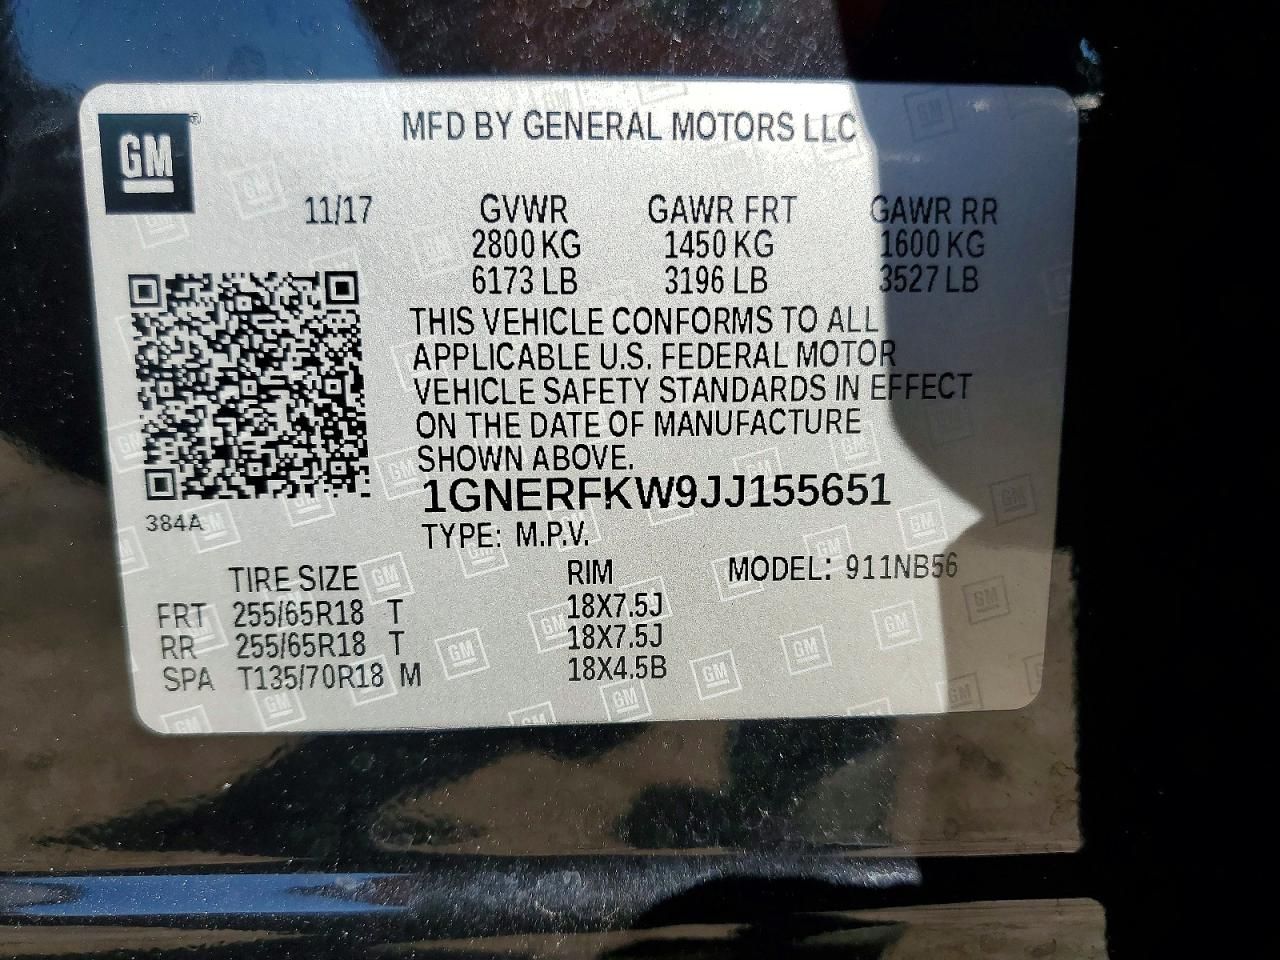 GM
MFD BY GENERAL MOTORS LLC
11/17 GVWR GAWR FRT GAWR RR
2800 KG 1450 KG 1600 KG
6173 LB 3196 LB 3527 LB
THIS VEHICLE CONFORMS TO ALL
APPLICABLE U.S. FEDERAL MOTOR
VEHICLE SAFETY STANDARDS IN EFFECT
ON THE DATE OF MANUFACTURE
SHOWN ABOVE.
1GNERFKW9JJ155651
384A
TYPE: M.P.V.
TIRE SIZE RIM MODEL: 911NB56
FRT 255/65R18 T 18X7.5J
RR 255/65R18 T 18X7.5J
SPA T135/70R18 M 18X4.5B